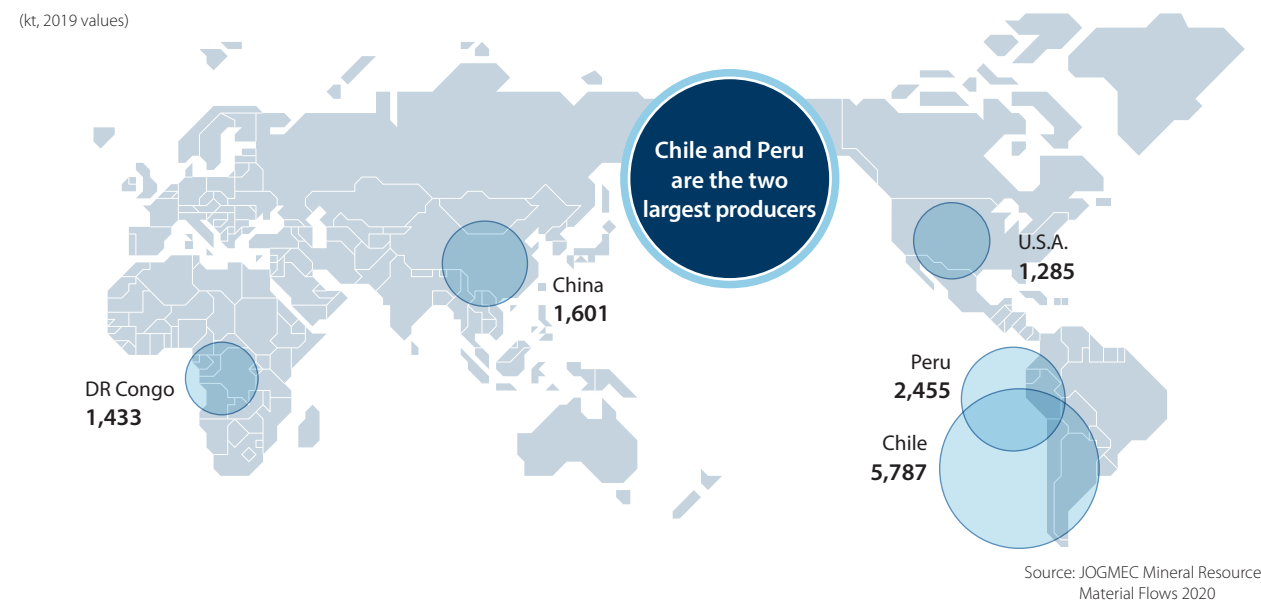 (kt, 2019 values)
Chile and Peru
are the two
largest producers
U.S.A.
1,285
China
1,601
Peru
2,455
DR Congo
1,433
Chile
5,787
Source: JOGMEC Mineral Resource
Material Flows 2020